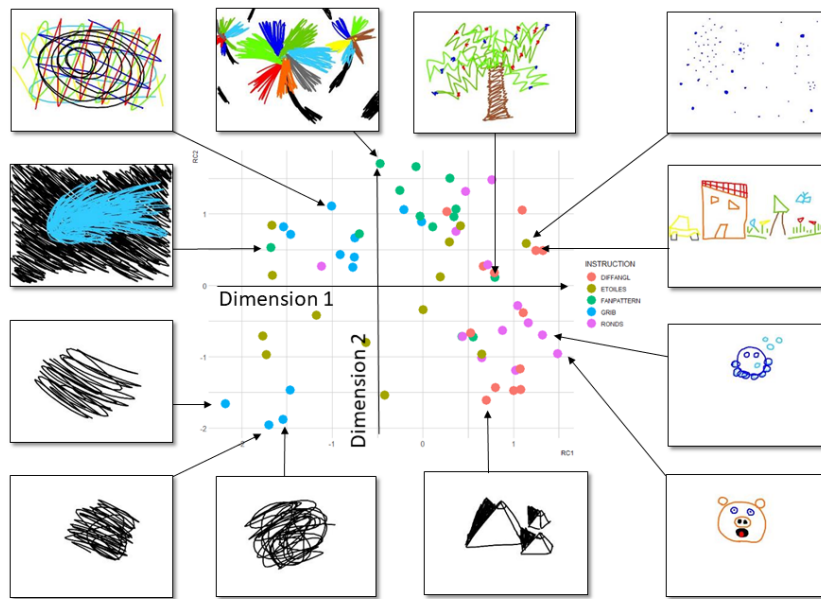 RC2
1
0
-1
-2
Dimension 1
Dimension 2
-2
-1
0
1
RC1
INSTRUCTION
DIFFANGL
ETOILES
FANPATTERN
GRIB
RONDS